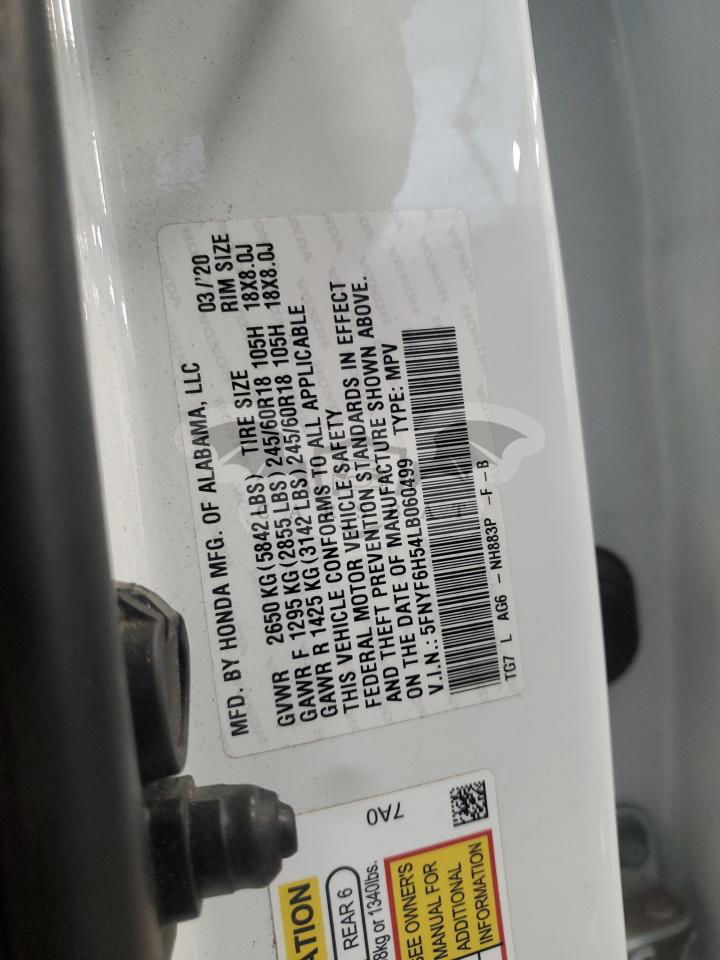 MFD. BY HONDA MFG. OF ALABAMA, LLC 03/'20
GVWR 2650 KG (5842 LBS) TIRE SIZE RIM SIZE
GAWR F 1295 KG (2855 LBS) 245/60R18 105H 18X8.0J
GAWR R 1425 KG (3142 LBS) 245/60R18 105H 18X8.0J
THIS VEHICLE CONFORMS TO ALL APPLICABLE
FEDERAL MOTOR VEHICLE SAFETY
AND THEFT PREVENTION STANDARDS IN EFFECT
ON THE DATE OF MANUFACTURE SHOWN ABOVE.
V.I.N.: 5FNYF6H54LB060499 TYPE: MPV
TG7 L AG6 - NH883P -F -B
7A0
REAR 6
or 1340lbs.
SEE OWNER'S
MANUAL FOR
ADDITIONAL
INFORMATION